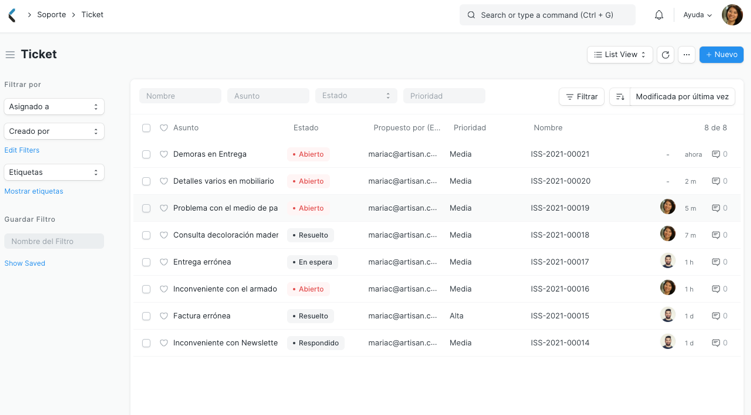 Soporte Ticket Search or type a command (Ctrl + G) Ayuda
Ticket List View ... + Nuevo
Filtrar por
Asignado a
Creado por
Edit Filters
Etiquetas
Mostrar etiquetas
Guardar Filtro
Nombre del Filtro
Show Saved
Nombre Asunto Estado Prioridad Filtrar Modificada por última vez
Asunto Estado Propuesto por (E... Prioridad Nombre 8 de 8
Demoras en Entrega • Abierto mariac@artisan.c... Media ISS-2021-00021 - ahora 0
Detalles varios en mobiliario • Abierto mariac@artisan.c... Media ISS-2021-00020 - 2 m 0
Problema con el medio de pa • Abierto mariac@artisan.c... Media ISS-2021-00019 5 m 0
Consulta decoloración mader • Resuelto mariac@artisan.c... Media ISS-2021-00018 7 m 0
Entrega errónea • En espera mariac@artisan.c... Media ISS-2021-00017 1 h 0
Inconveniente con el armado • Abierto mariac@artisan.c... Media ISS-2021-00016 1 h 0
Factura errónea • Resuelto mariac@artisan.c... Alta ISS-2021-00015 1 d 0
Inconveniente con Newslette • Respondido mariac@artisan.c... Media ISS-2021-00014 1 d 0